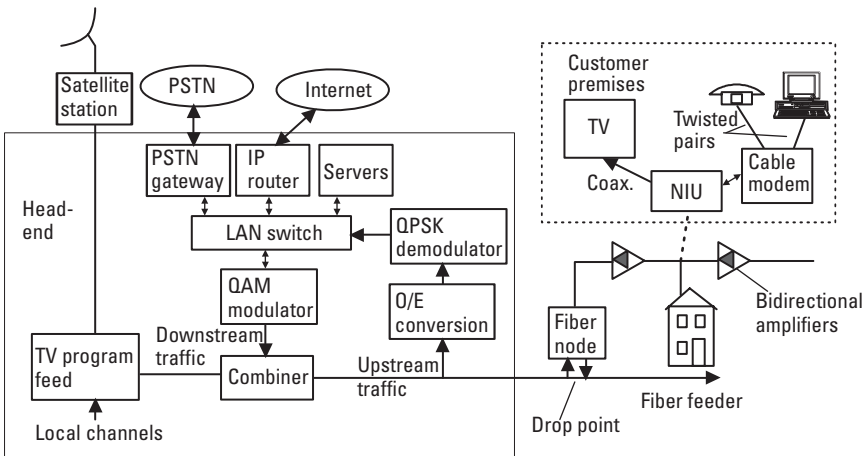 Satellite
station
PSTN
Internet
Customer
premises
TV
Twisted
pairs
Cable
modem
Coax.
NIU
Head-
end
PSTN
gateway
IP
router
Servers
LAN switch
QPSK
demodulator
QAM
modulator
O/E
conversion
Bidirectional
amplifiers
Fiber
node
TV program
feed
Downstream
traffic
Combiner
Upstream
traffic
Local channels
Drop point
Fiber feeder